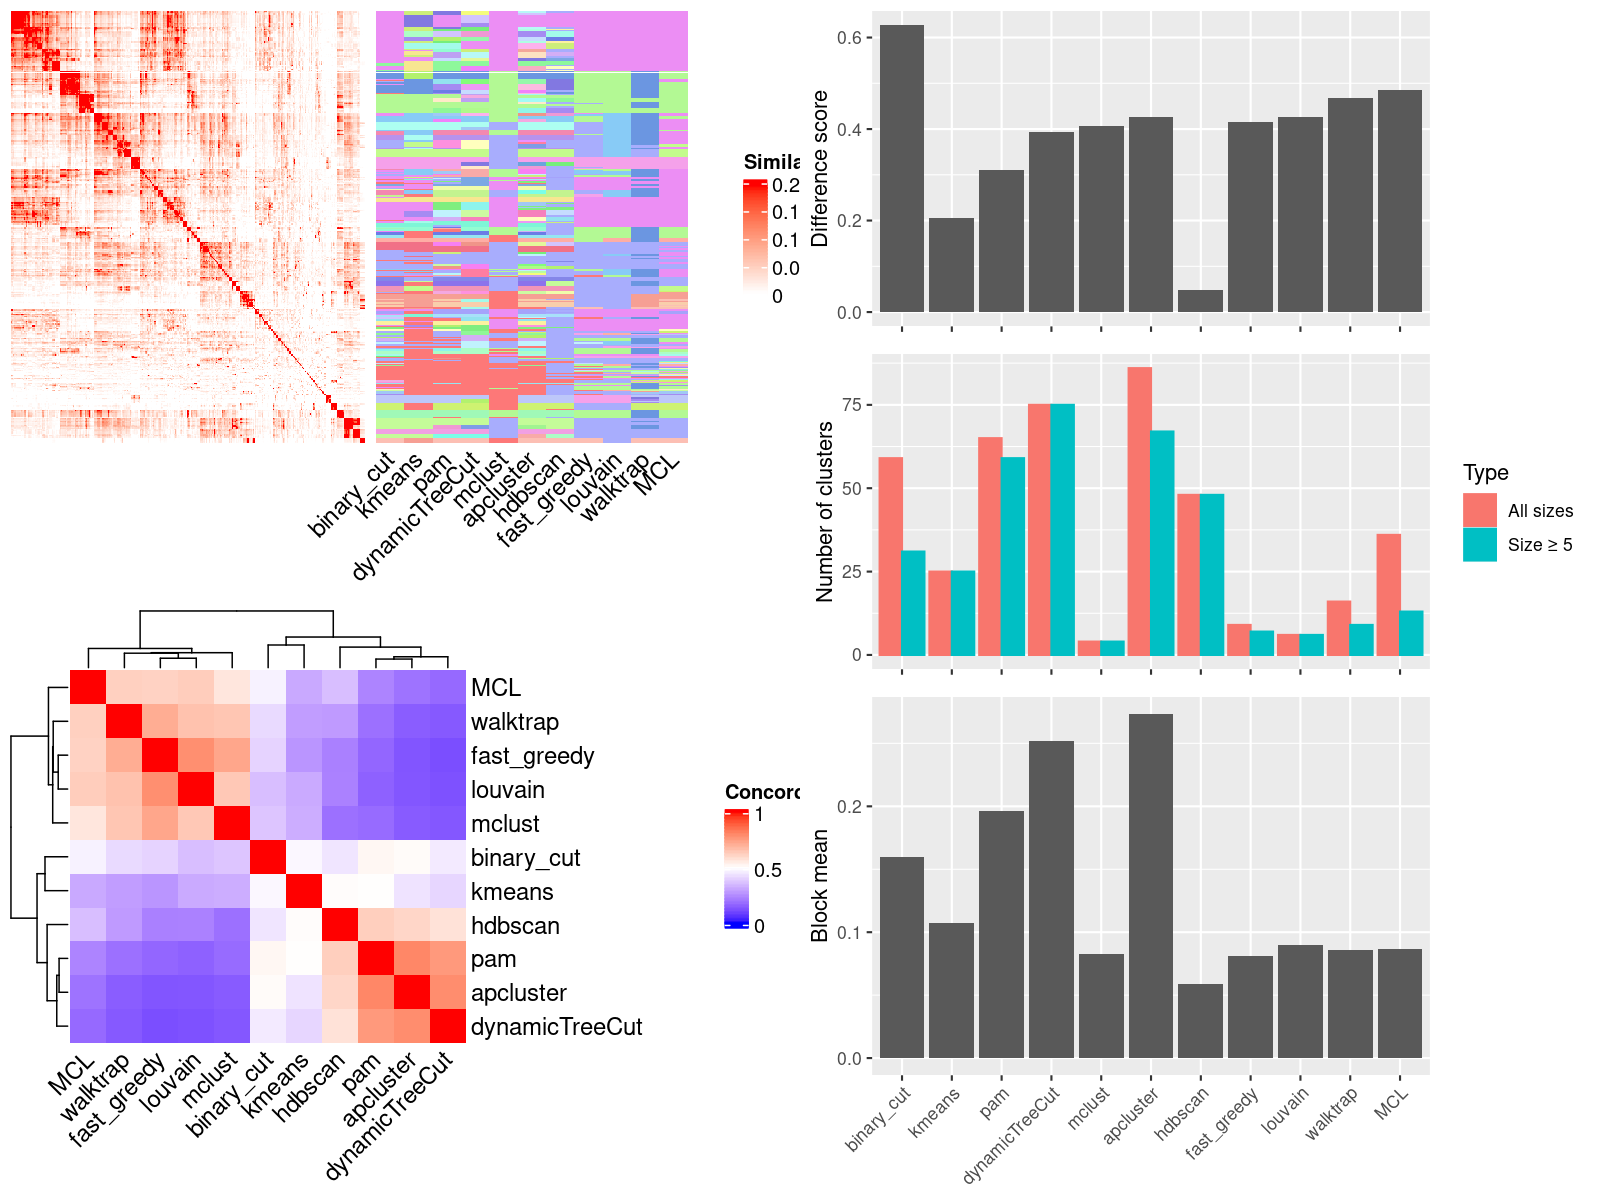 Simila
0.2
0.1
0.1
0.0
0
binary_cut
kmeans
pam
dynamicTreeCut
mclust
apcluster
hdbscan
fast_greedy
louvain
walktrap
MCL
MCL
walktrap
fast_greedy
louvain
mclust
binary_cut
kmeans
hdbscan
pam
apcluster
dynamicTreeCut
MCL
walktrap
fast_greedy
louvain
mclust
binary_cut
kmeans
hdbscan
pam
apcluster
dynamicTreeCut
Concord
1
0.5
0
Difference score
0.6
0.4
0.2
0.0
Number of clusters
75
50
25
0
Type
All sizes
Size ≥ 5
Block mean
0.2
0.1
0.0
binary_cut
kmeans
pam
dynamicTreeCut
mclust
apcluster
hdbscan
fast_greedy
louvain
walktrap
MCL